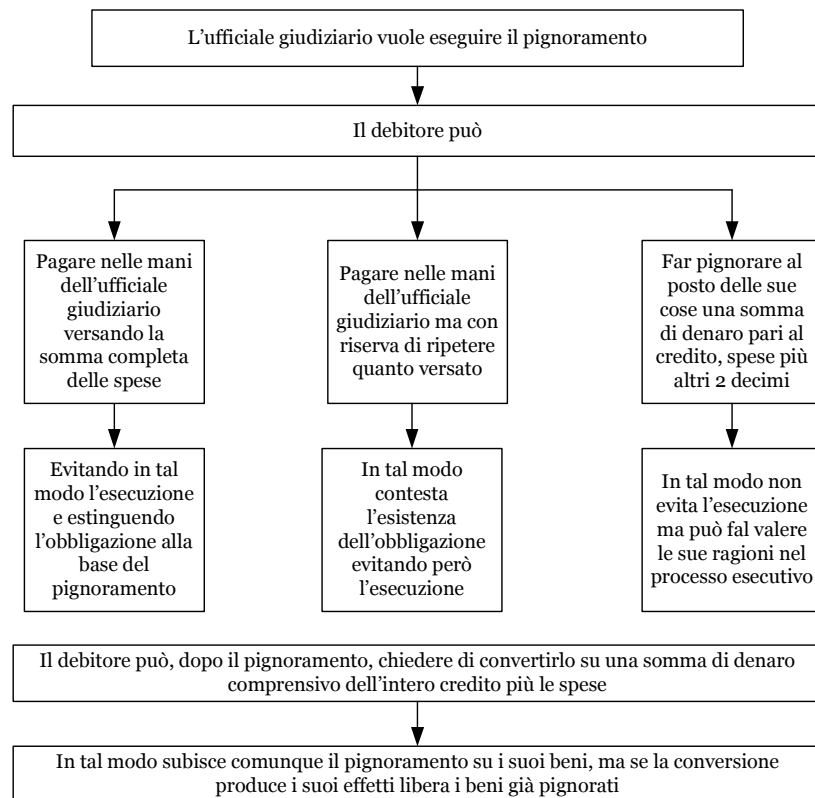 L'ufficiale giudiziario vuole eseguire il pignoramento
Il debitore può
Pagare nelle mani
dell'ufficiale
giudiziario
versando la
somma completa
delle spese
Pagare nelle mani
dell'ufficiale
giudiziario ma con
riserva di ripetere
quanto versato
Far pignorare al
posto delle sue
cose una somma
di denaro pari al
credito, spese più
altri 2 decimi
Evitando in tal
modo l'esecuzione
e estinguendo
l'obbligazione alla
base del
pignoramento
In tal modo
contesta
l'esistenza
dell'obbligazione
evitando però
l'esecuzione
In tal modo non
evita l'esecuzione
ma può fal valere
le sue ragioni nel
processo esecutivo
Il debitore può, dopo il pignoramento, chiedere di convertirlo su una somma di denaro
comprensivo dell'intero credito più le spese
In tal modo subisce comunque il pignoramento su i suoi beni, ma se la conversione
produce i suoi effetti libera i beni già pignorati